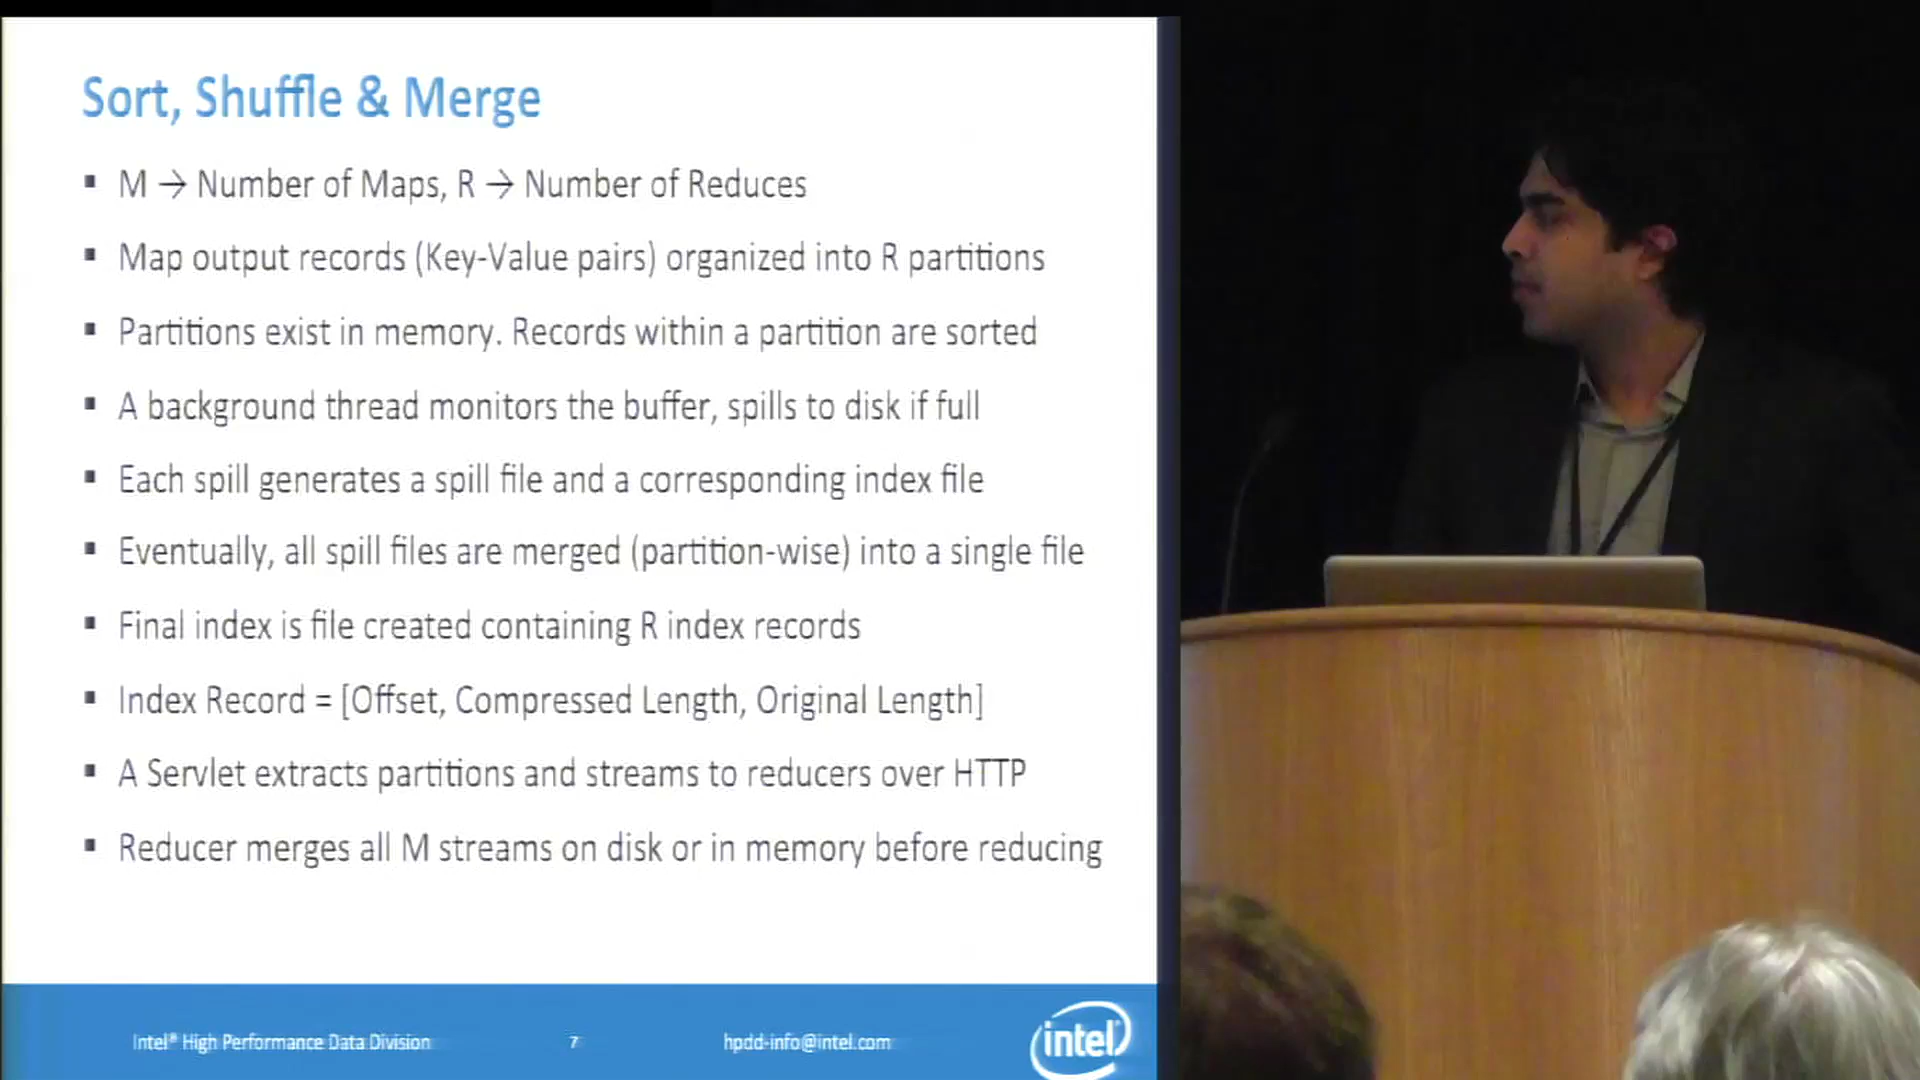 Sort, Shuffle & Merge
▪ M → Number of Maps, R → Number of Reduces
▪ Map output records (Key-Value pairs) organized into R partitions
▪ Partitions exist in memory. Records within a partition are sorted
▪ A background thread monitors the buffer, spills to disk if full
▪ Each spill generates a spill file and a corresponding index file
▪ Eventually, all spill files are merged (partition-wise) into a single file
▪ Final index is file created containing R index records
▪ Index Record = [Offset, Compressed Length, Original Length]
▪ A Servlet extracts partitions and streams to reducers over HTTP
▪ Reducer merges all M streams on disk or in memory before reducing
Intel® High Performance Data Division 7 hpdd-info@intel.com intel